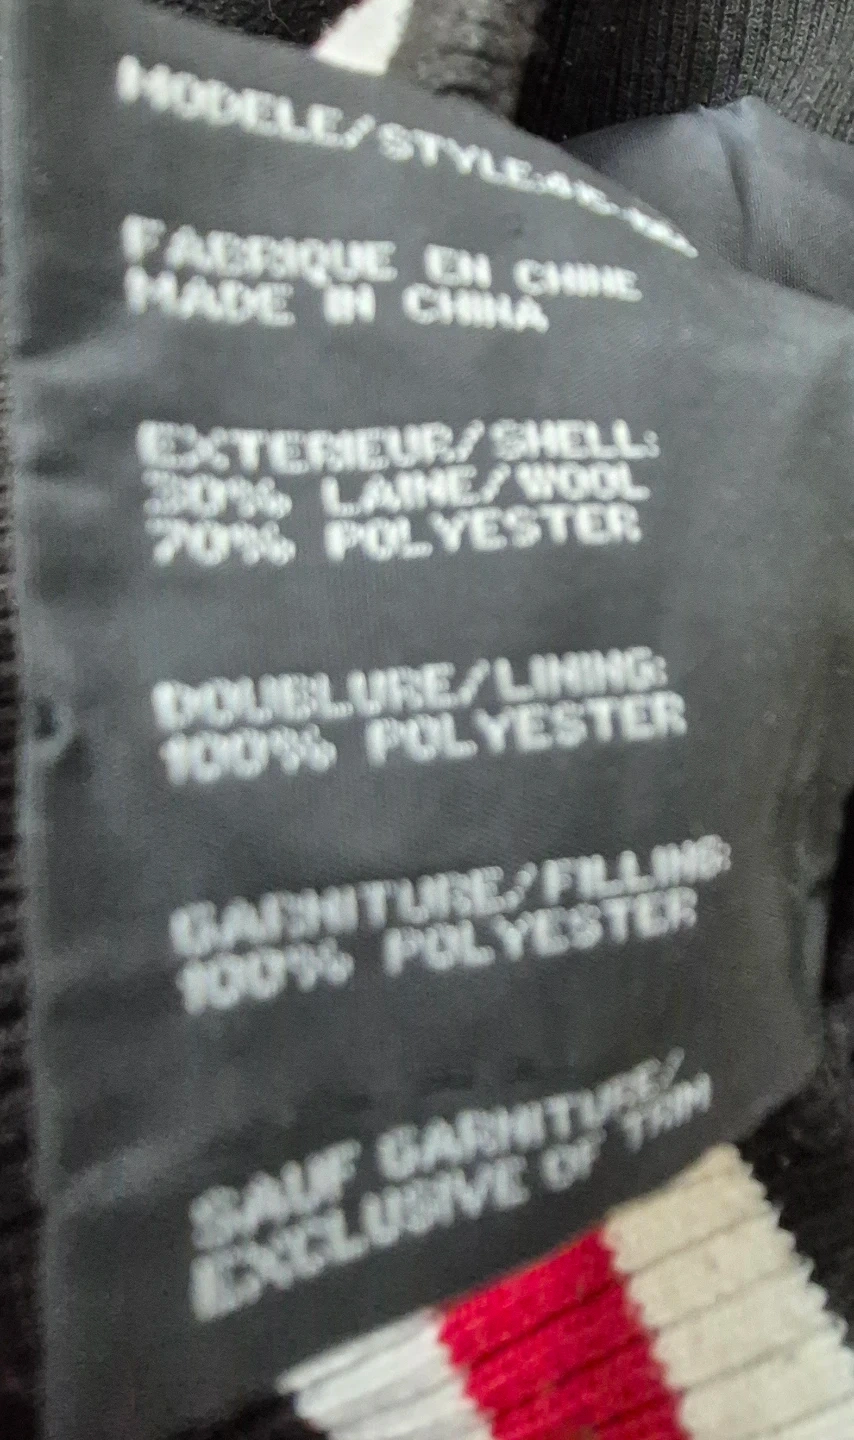 MODELE/STYLE:
FABRIQUE EN CHINE
MADE IN CHINA
EXTERIEUR/SHELL:
30% LAINE/WOOL
70% POLYESTER
DOUBLURE/LINING:
100% POLYESTER
GARNITURE/FILLING:
100% POLYESTER
SAUF GARNITURE/
EXCLUSIVE OF TRIM